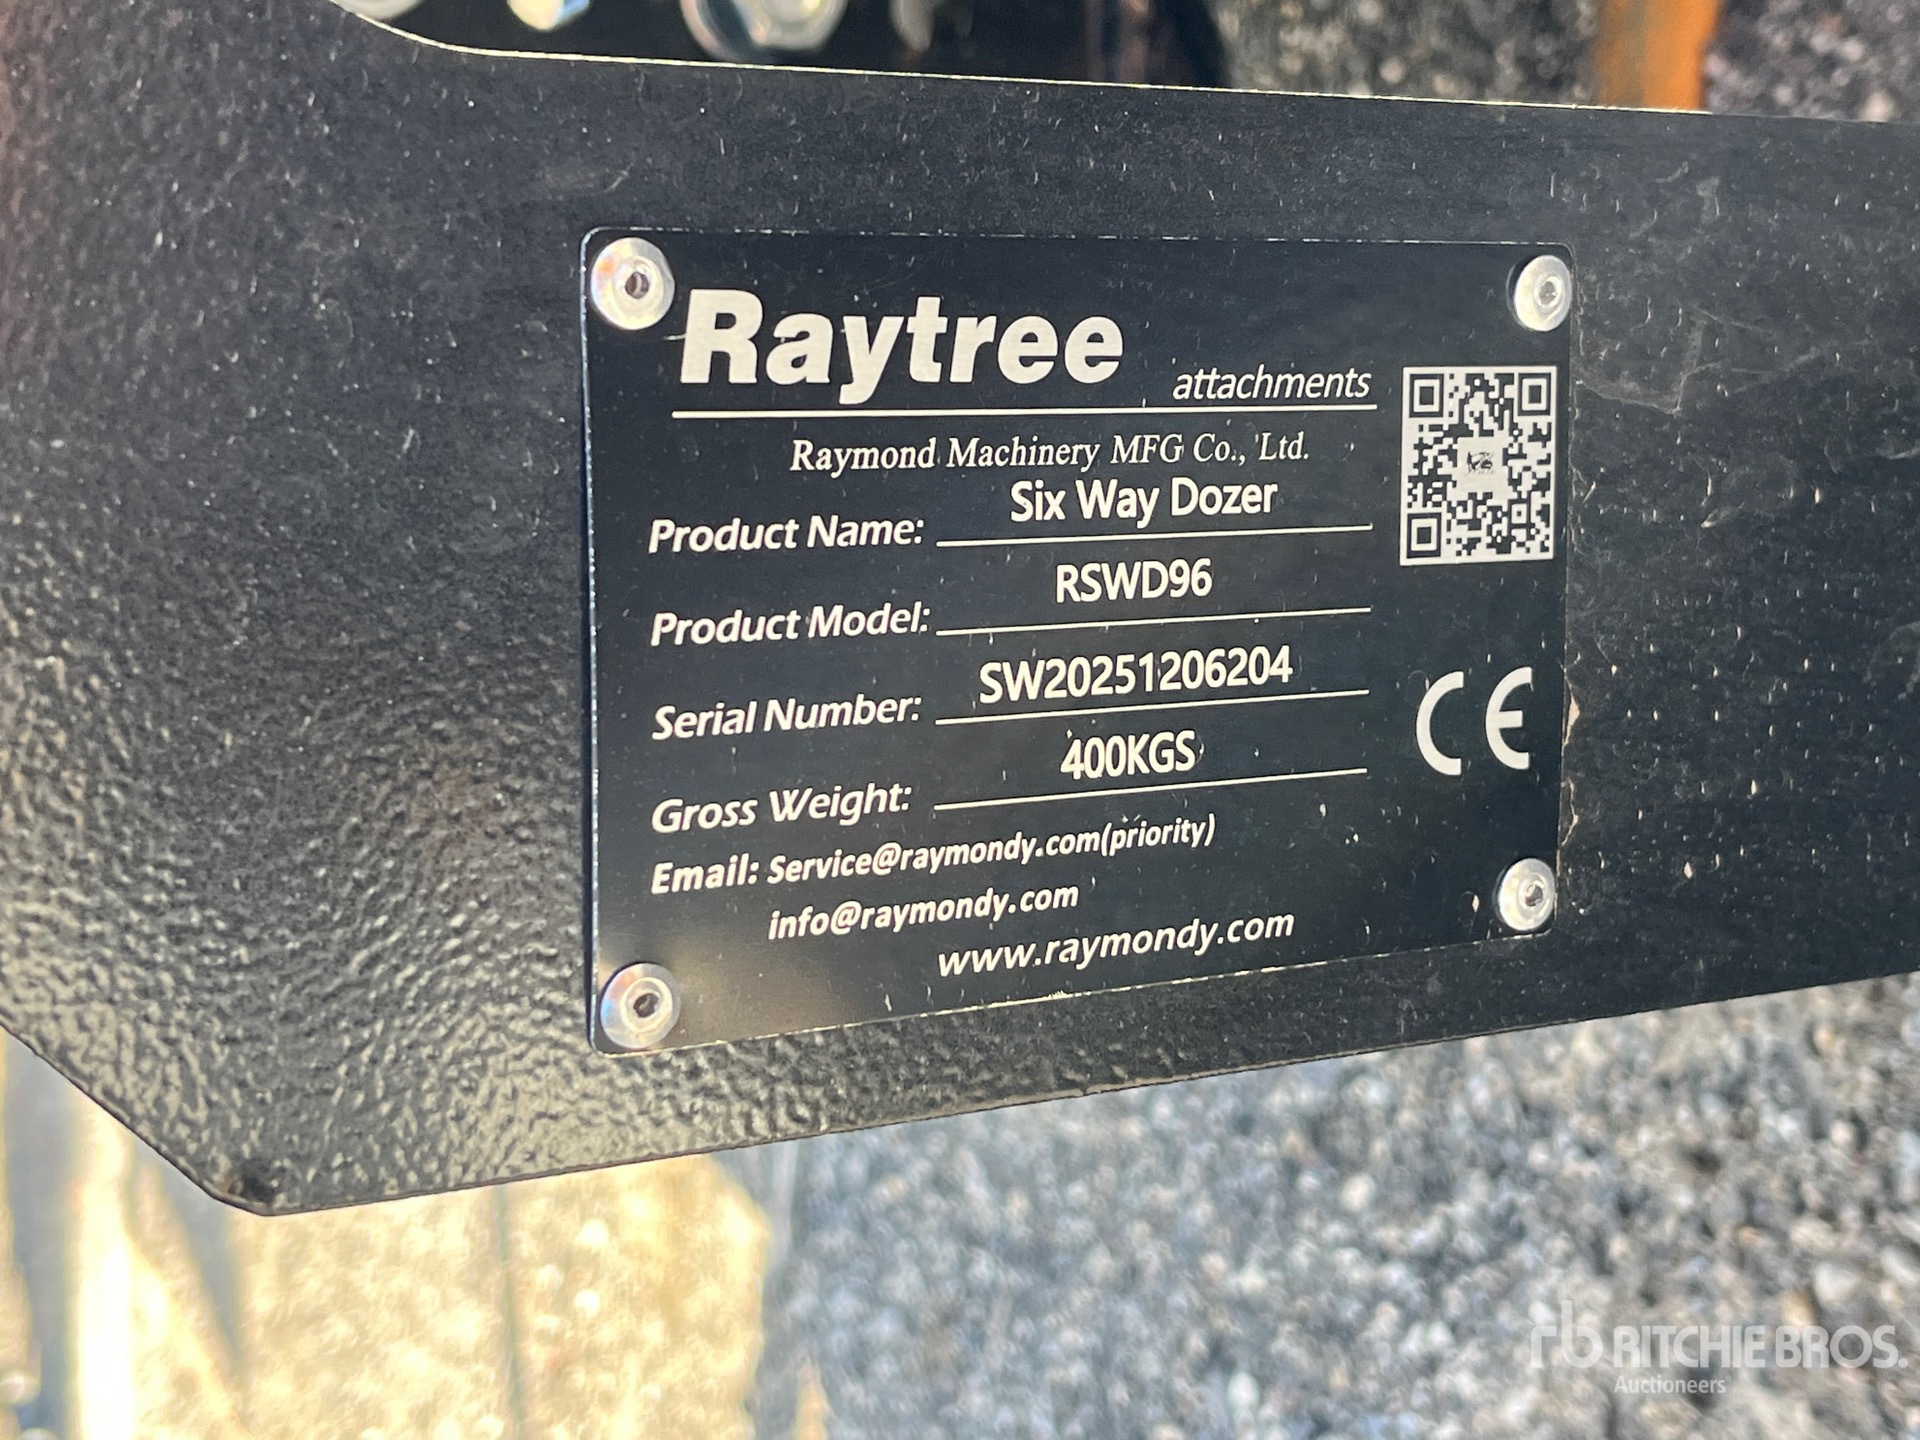 Raytree
attachments
Raymond Machinery MFG Co., Ltd.
Product Name: Six Way Dozer
Product Model: RSWD96
Serial Number: SW20251206204
Gross Weight: 400KGS
Email: Service@raymondy.com(priority)
info@raymondy.com
www.raymondy.com
CE
rb RITCHIE BROS.
Auctioneers